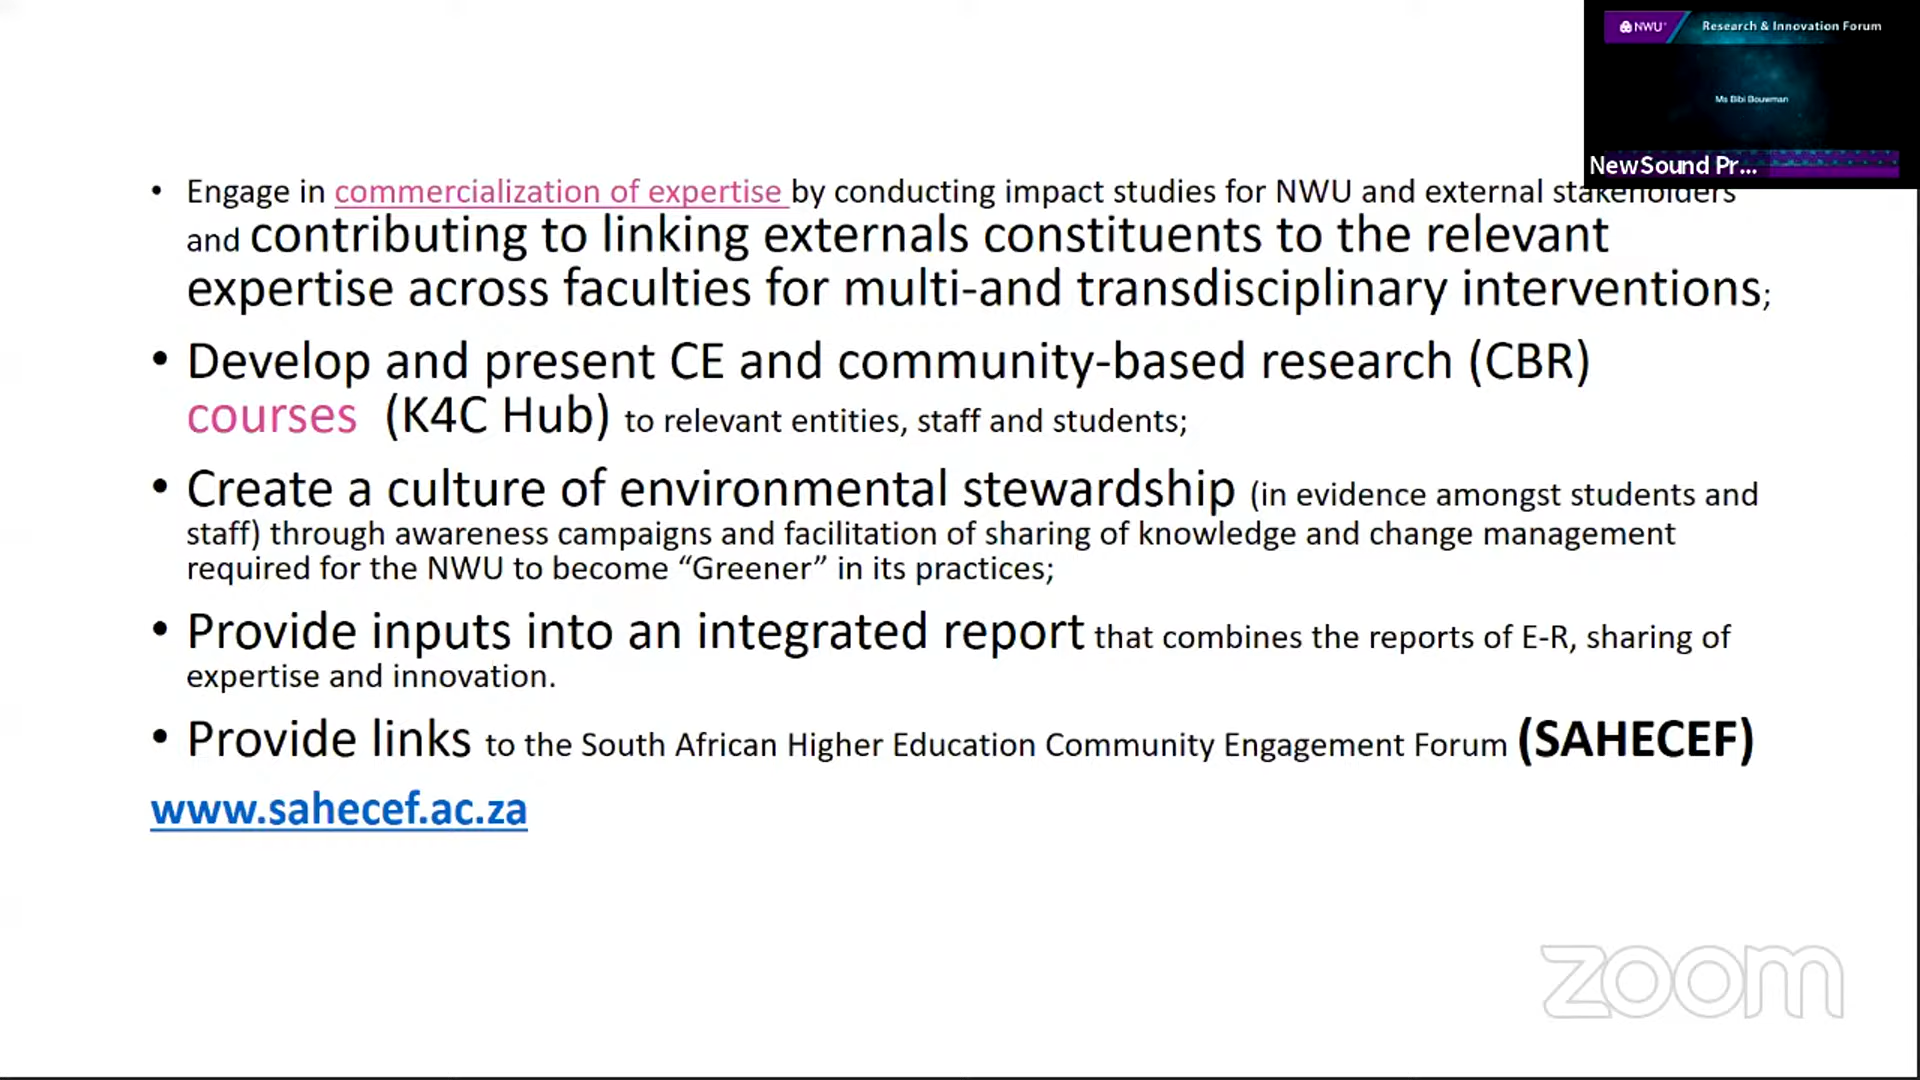 NWU
Research & Innovation Forum
Ms Bibi Bouwman
NewSound Pr...
• Engage in commercialization of expertise by conducting impact studies for NWU and external stakeholders
and contributing to linking externals constituents to the relevant
expertise across faculties for multi-and transdisciplinary interventions;
• Develop and present CE and community-based research (CBR)
courses (K4C Hub) to relevant entities, staff and students;
• Create a culture of environmental stewardship (in evidence amongst students and
staff) through awareness campaigns and facilitation of sharing of knowledge and change management
required for the NWU to become “Greener” in its practices;
• Provide inputs into an integrated report that combines the reports of E-R, sharing of
expertise and innovation.
• Provide links to the South African Higher Education Community Engagement Forum (SAHECEF)
www.sahecef.ac.za
zoom